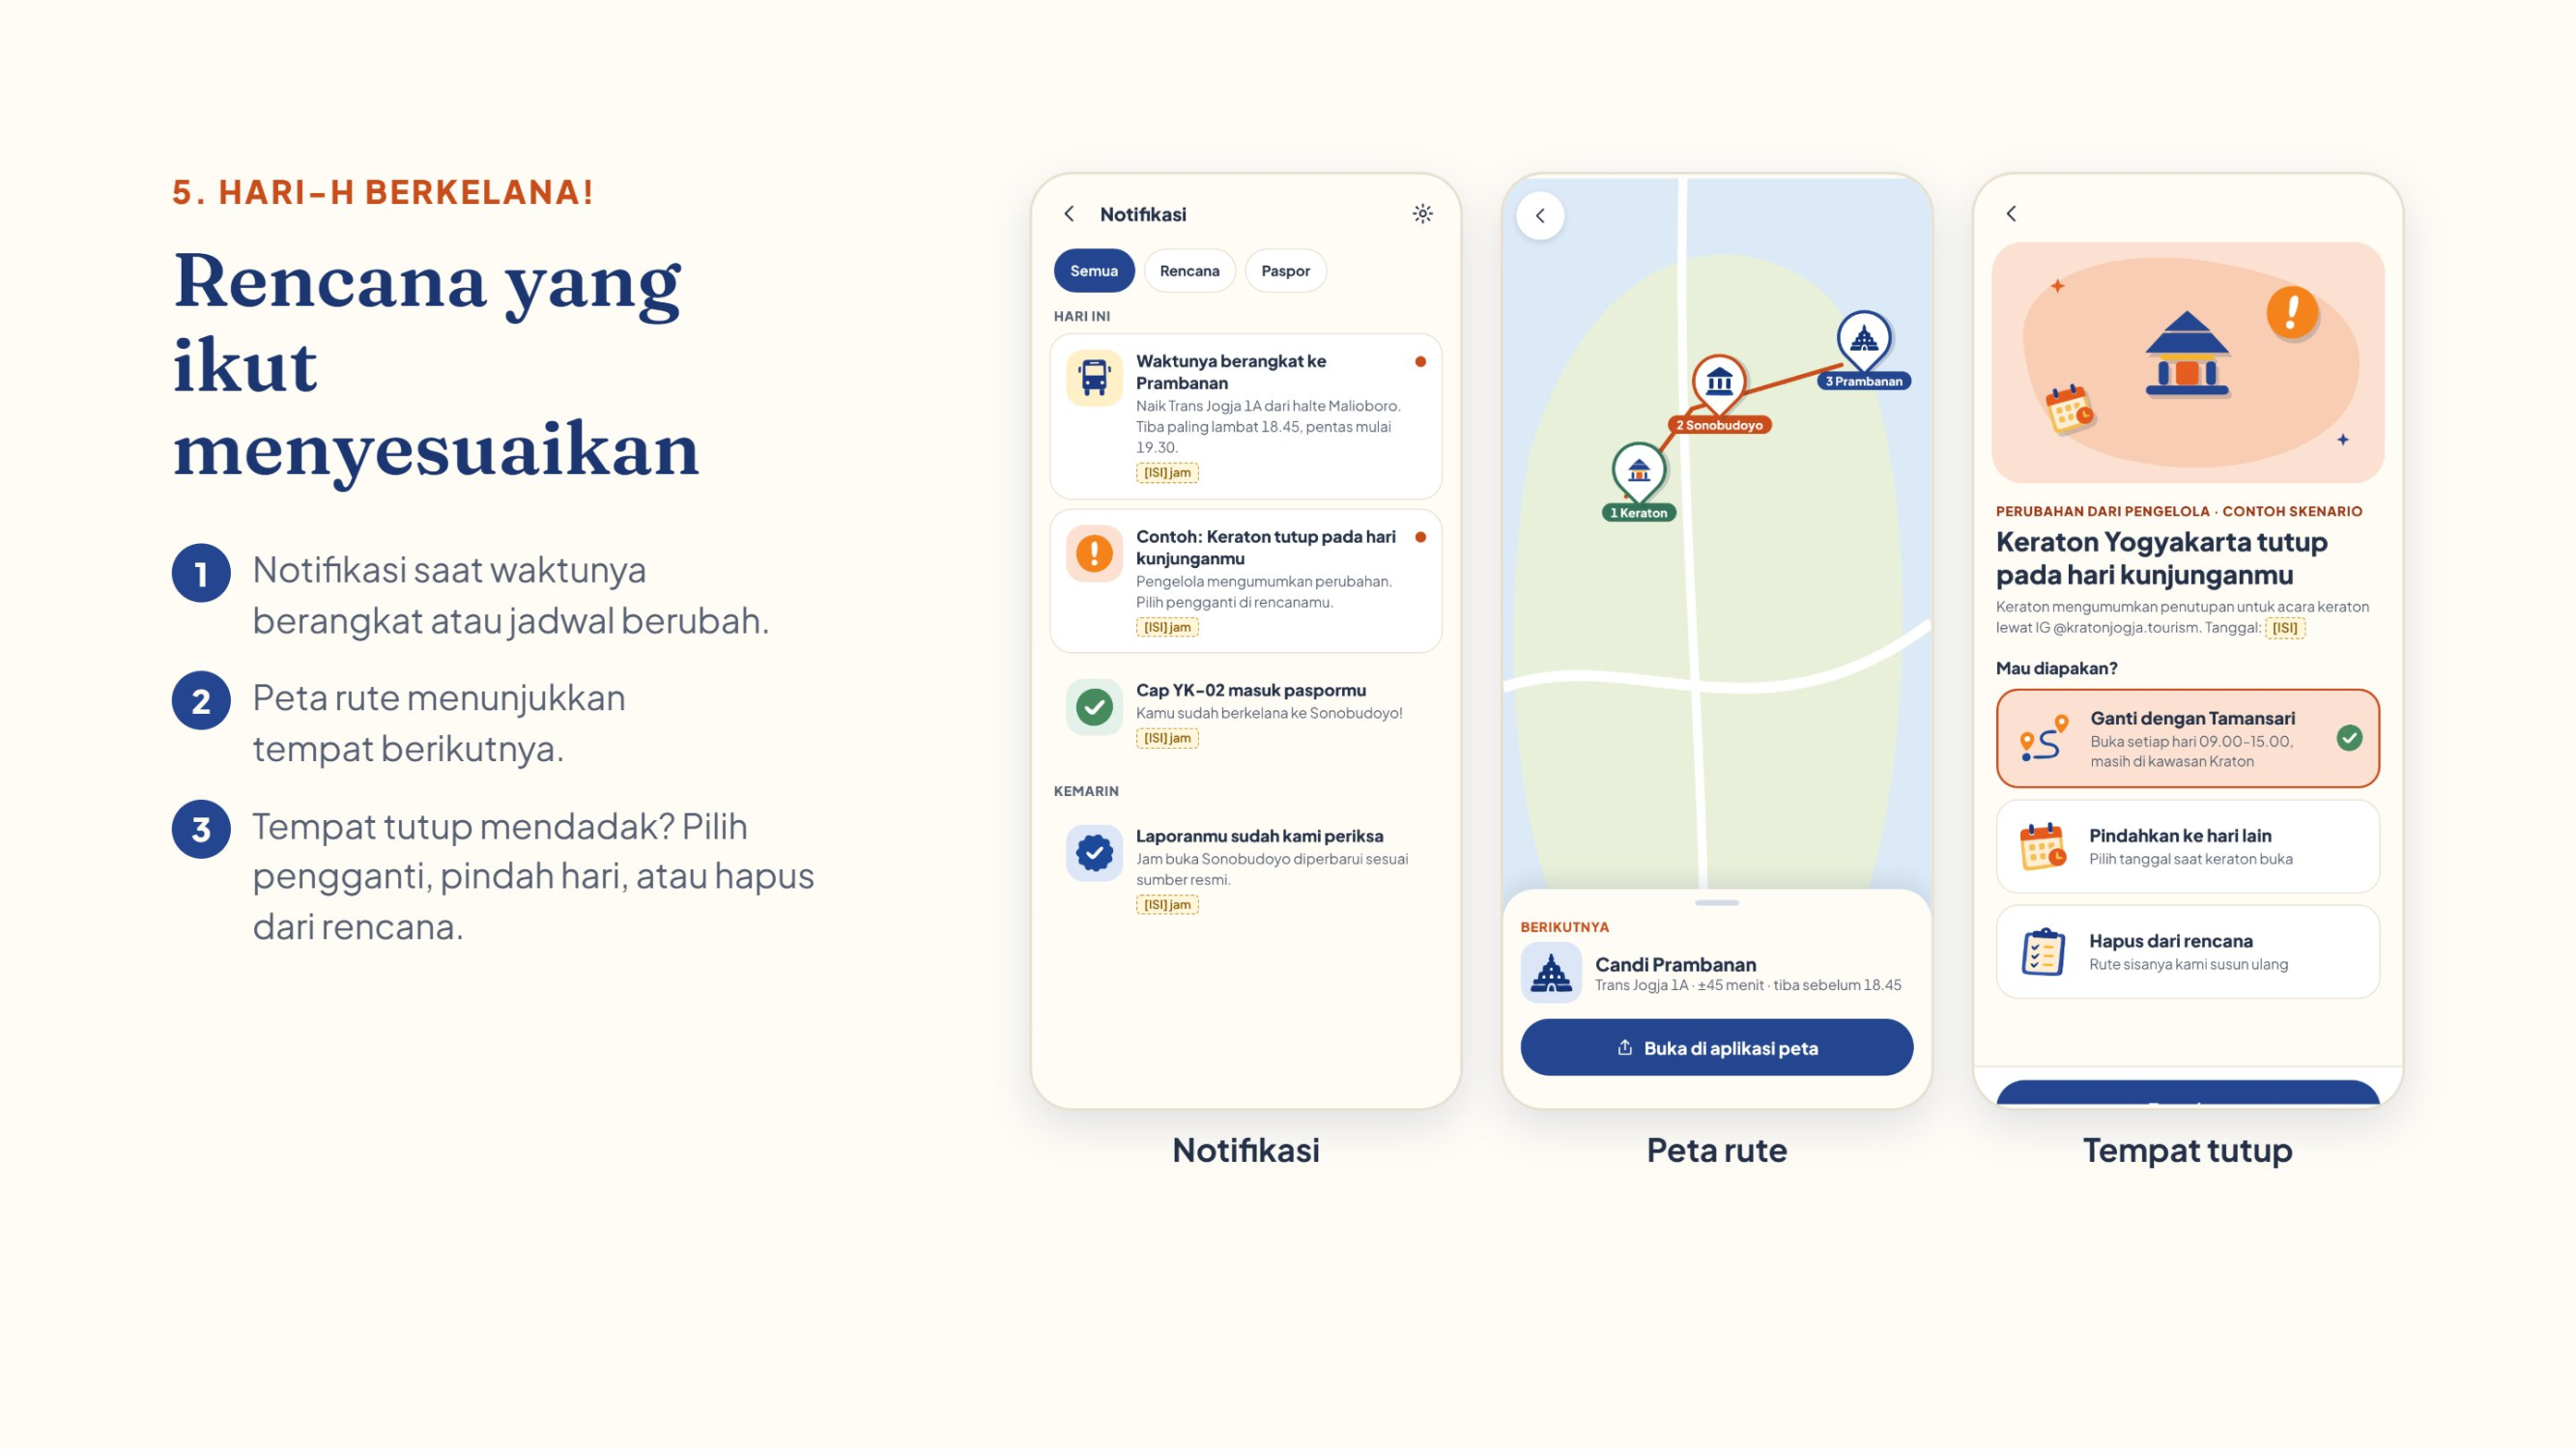 5. HARI-H BERKELANA!
Rencana yang
ikut
menyesuaikan
1
Notifikasi saat waktunya
berangkat atau jadwal berubah.
2
Peta rute menunjukkan
tempat berikutnya.
3
Tempat tutup mendadak? Pilih
pengganti, pindah hari, atau hapus
dari rencana.
Notifikasi
Semua
Rencana
Paspor
HARI INI
Waktunya berangkat ke
Prambanan
Naik Trans Jogja 1A dari halte Malioboro.
Tiba paling lambat 18.45, pentas mulai
19.30.
[ISI] jam
Contoh: Keraton tutup pada hari
kunjunganmu
Pengelola mengumumkan perubahan.
Pilih pengganti di rencanamu.
[ISI] jam
Cap YK-02 masuk paspormu
Kamu sudah berkelana ke Sonobudoyo!
[ISI] jam
KEMARIN
Laporanmu sudah kami periksa
Jam buka Sonobudoyo diperbarui sesuai
sumber resmi.
[ISI] jam
Notifikasi
3 Prambanan
2 Sonobudoyo
1 Keraton
BERIKUTNYA
Candi Prambanan
Trans Jogja 1A · ±45 menit · tiba sebelum 18.45
Buka di aplikasi peta
Peta rute
PERUBAHAN DARI PENGELOLA · CONTOH SKENARIO
Keraton Yogyakarta tutup
pada hari kunjunganmu
Keraton mengumumkan penutupan untuk acara keraton
lewat IG @kratonjogja.tourism. Tanggal: [ISI]
Mau diapakan?
Ganti dengan Tamansari
Buka setiap hari 09.00–15.00,
masih di kawasan Kraton
Pindahkan ke hari lain
Pilih tanggal saat keraton buka
Hapus dari rencana
Rute sisanya kami susun ulang
Tempat tutup